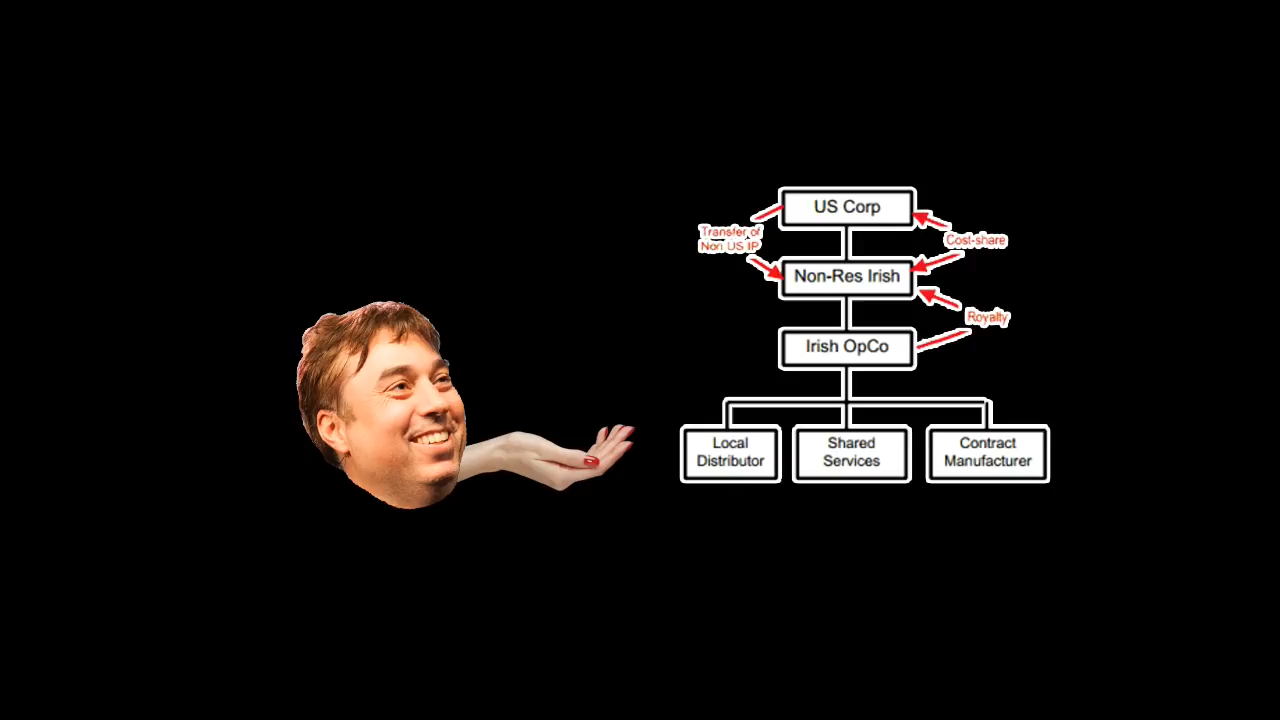 US Corp
Transfer of
Non US IP
Cost-share
Non-Res Irish
Royalty
Irish OpCo
Local
Distributor
Shared
Services
Contract
Manufacturer